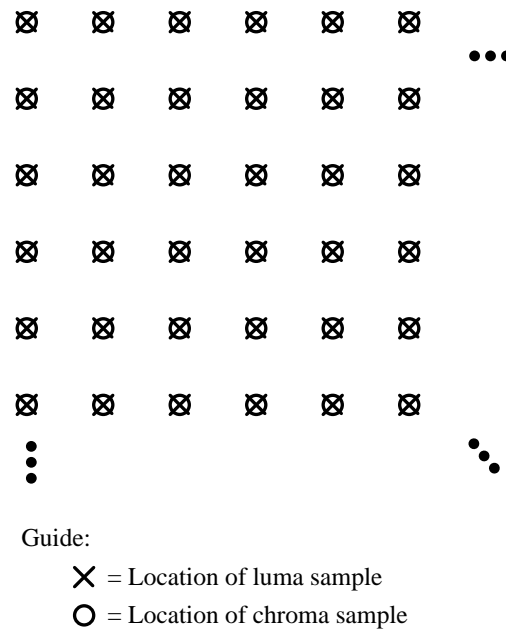 Guide:
= Location of luma sample
= Location of chroma sample